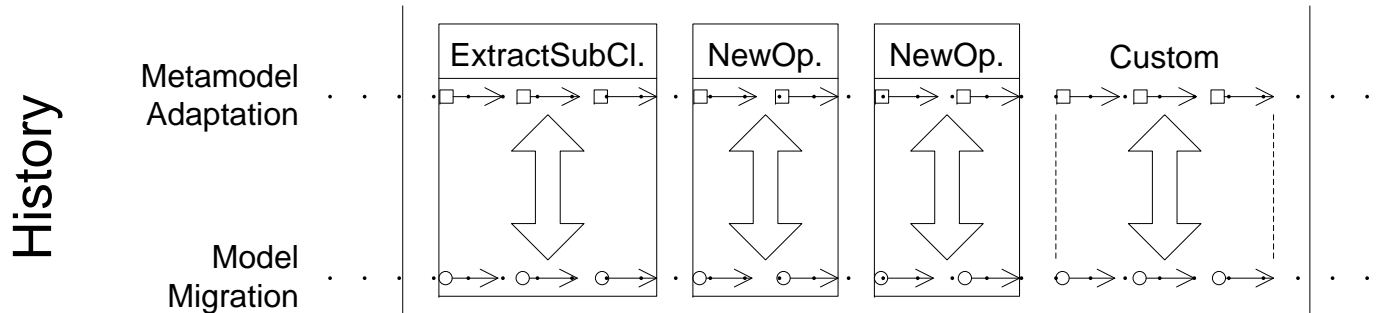 History
Metamodel
Adaptation
Model
Migration
ExtractSubCl.
NewOp.
NewOp.
Custom